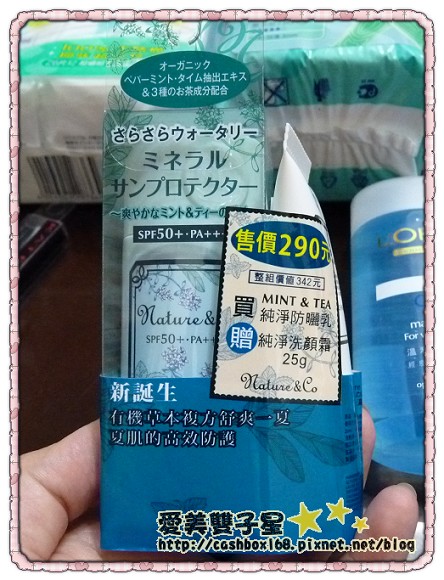 オーガニック
ペパーミント・タイム抽出エキス
&3種のお茶成分配合
さらさらウォータリー
ミネラル
サンプロテクター
～爽やかなミント&ティーの
SPF50+・PA++
Nature&Co
SPF50+・PA++
售價290元
整組價值342元
MINT & TEA
買 純淨防曬乳
贈 純淨洗顏霜
25g
Nature&Co
新誕生
有機草本複方舒爽一夏
夏肌的高效防護
愛美雙子星
http://cashbox168.pixnet.net/blog